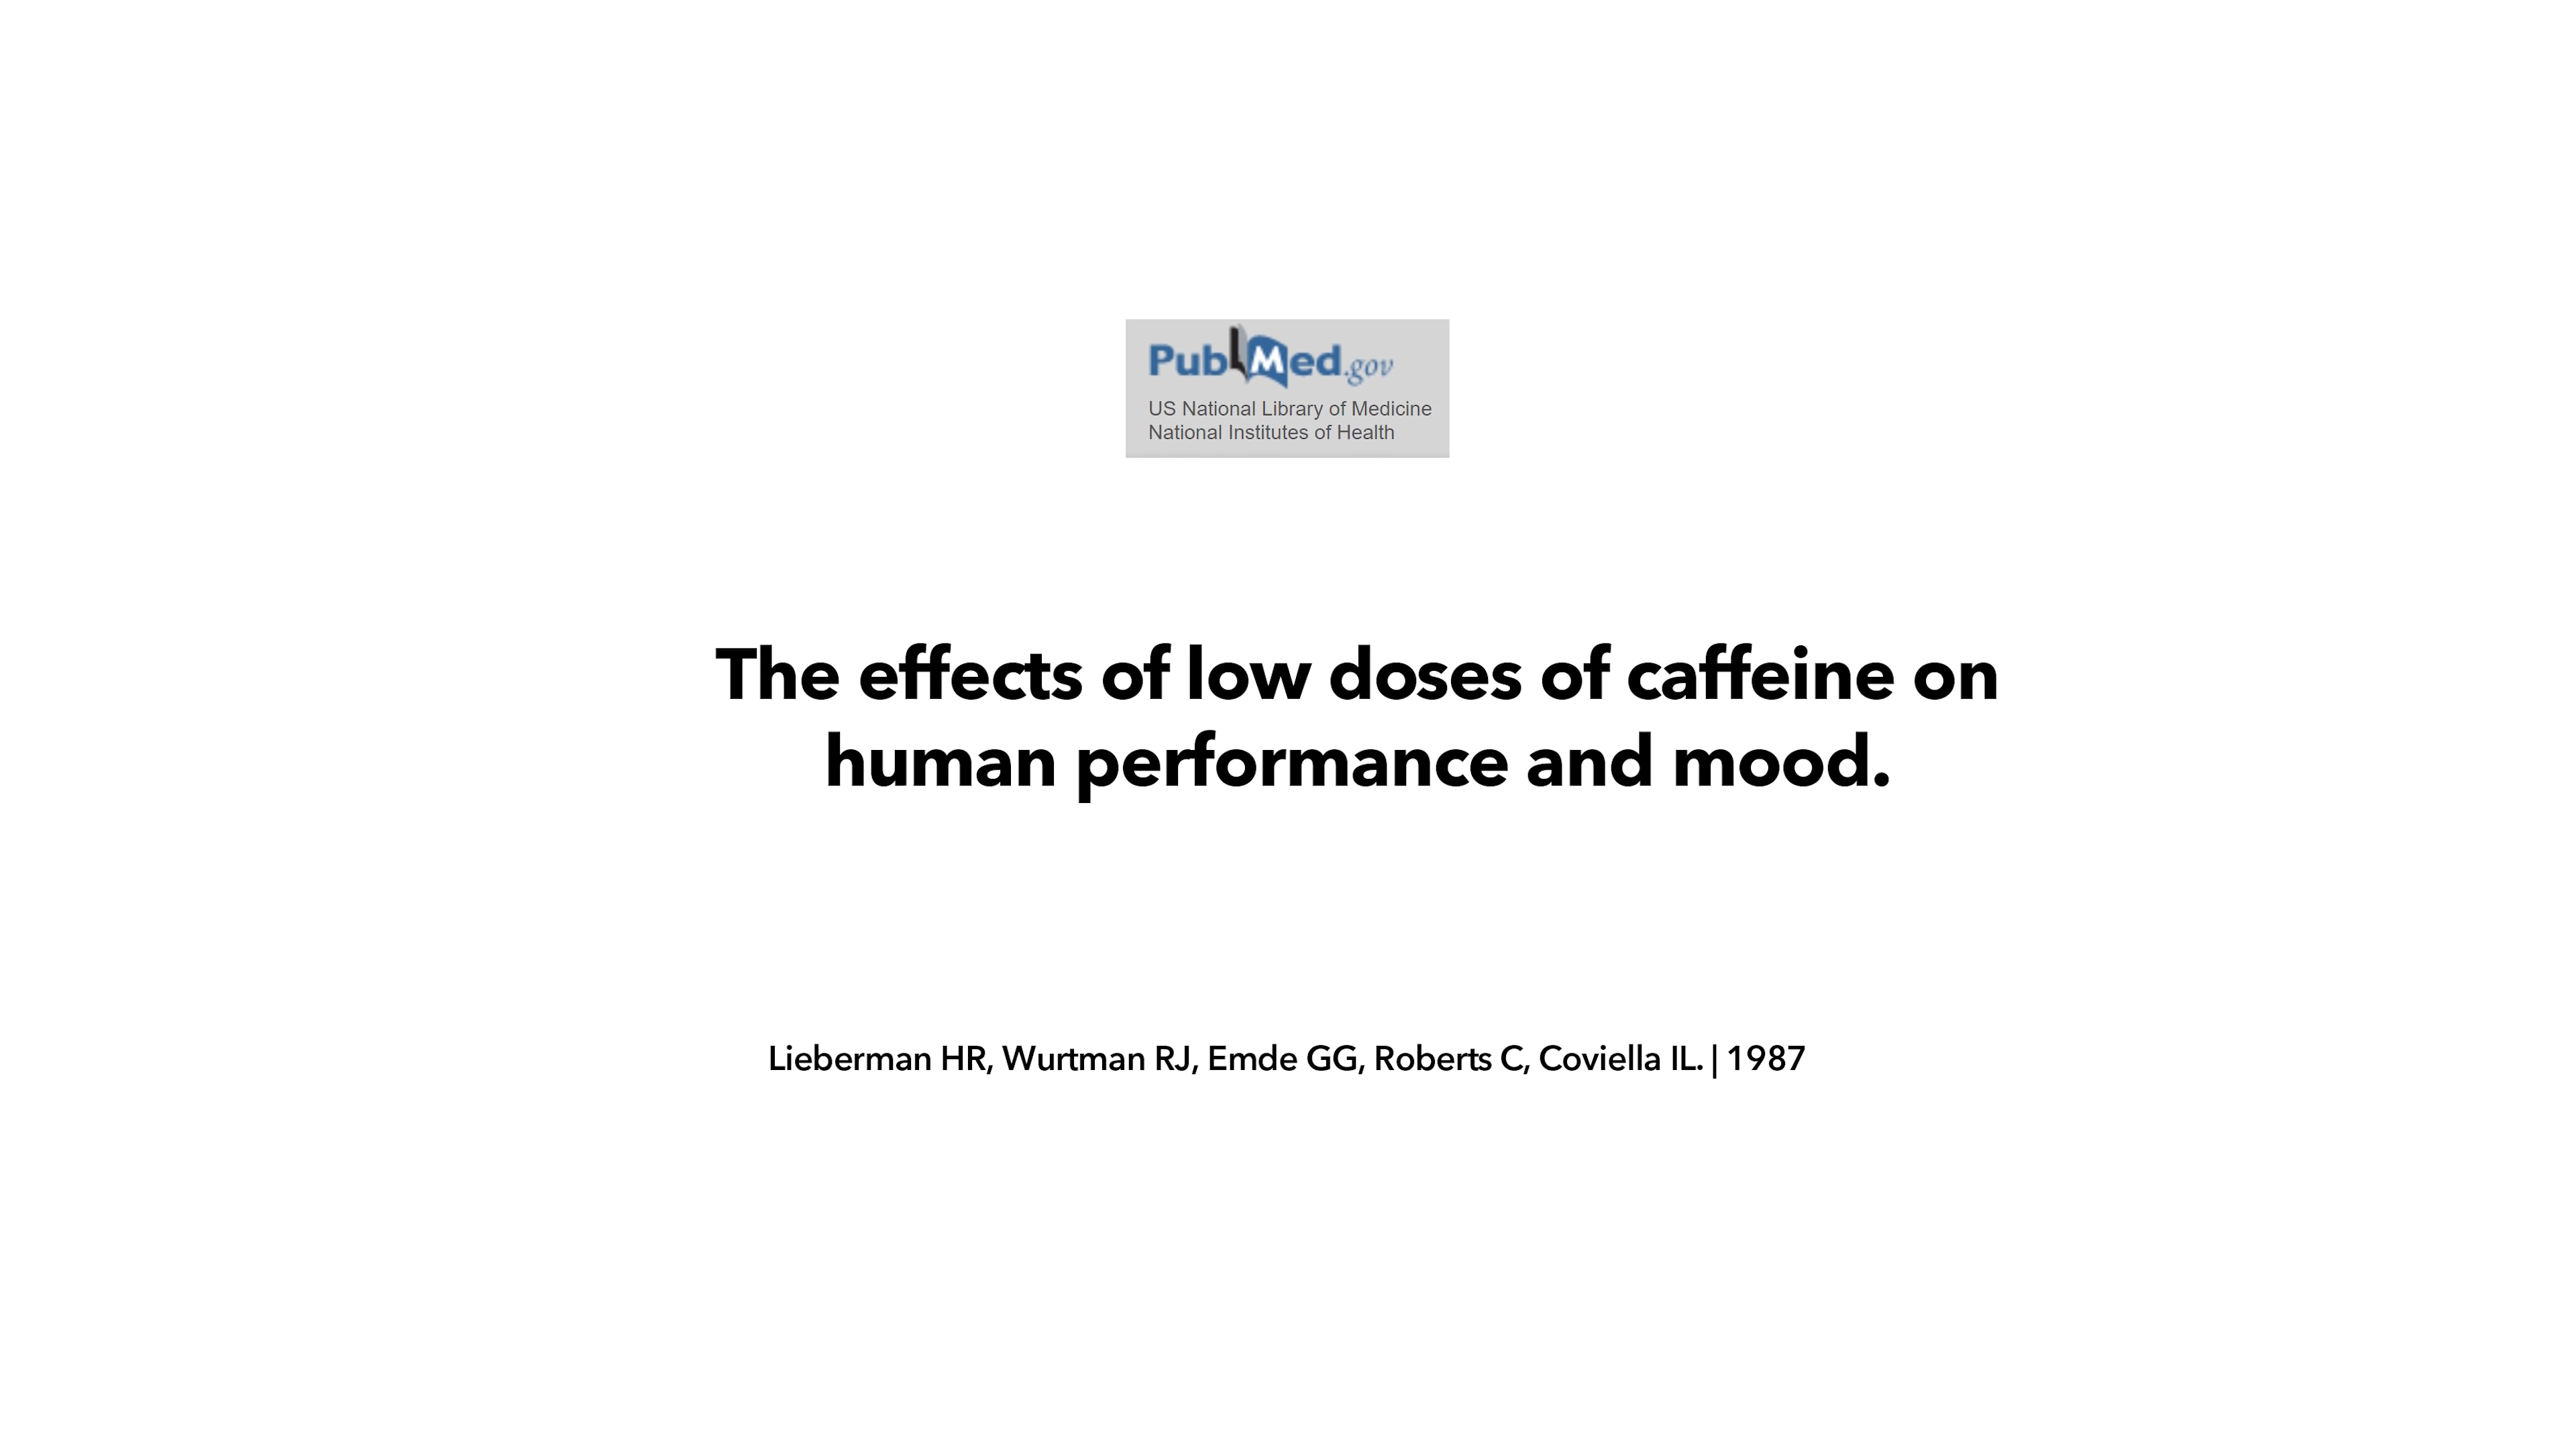 PubMed.gov
US National Library of Medicine
National Institutes of Health
The effects of low doses of caffeine on
human performance and mood.
Lieberman HR, Wurtman RJ, Emde GG, Roberts C, Coviella IL. | 1987